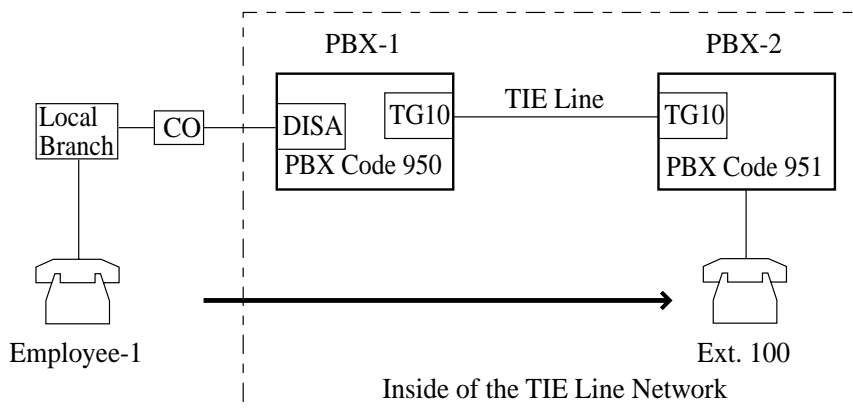 PBX-1
PBX-2
Local
Branch
CO
DISA
TG10
TIE Line
TG10
PBX Code 950
PBX Code 951
Employee-1
Ext. 100
Inside of the TIE Line Network